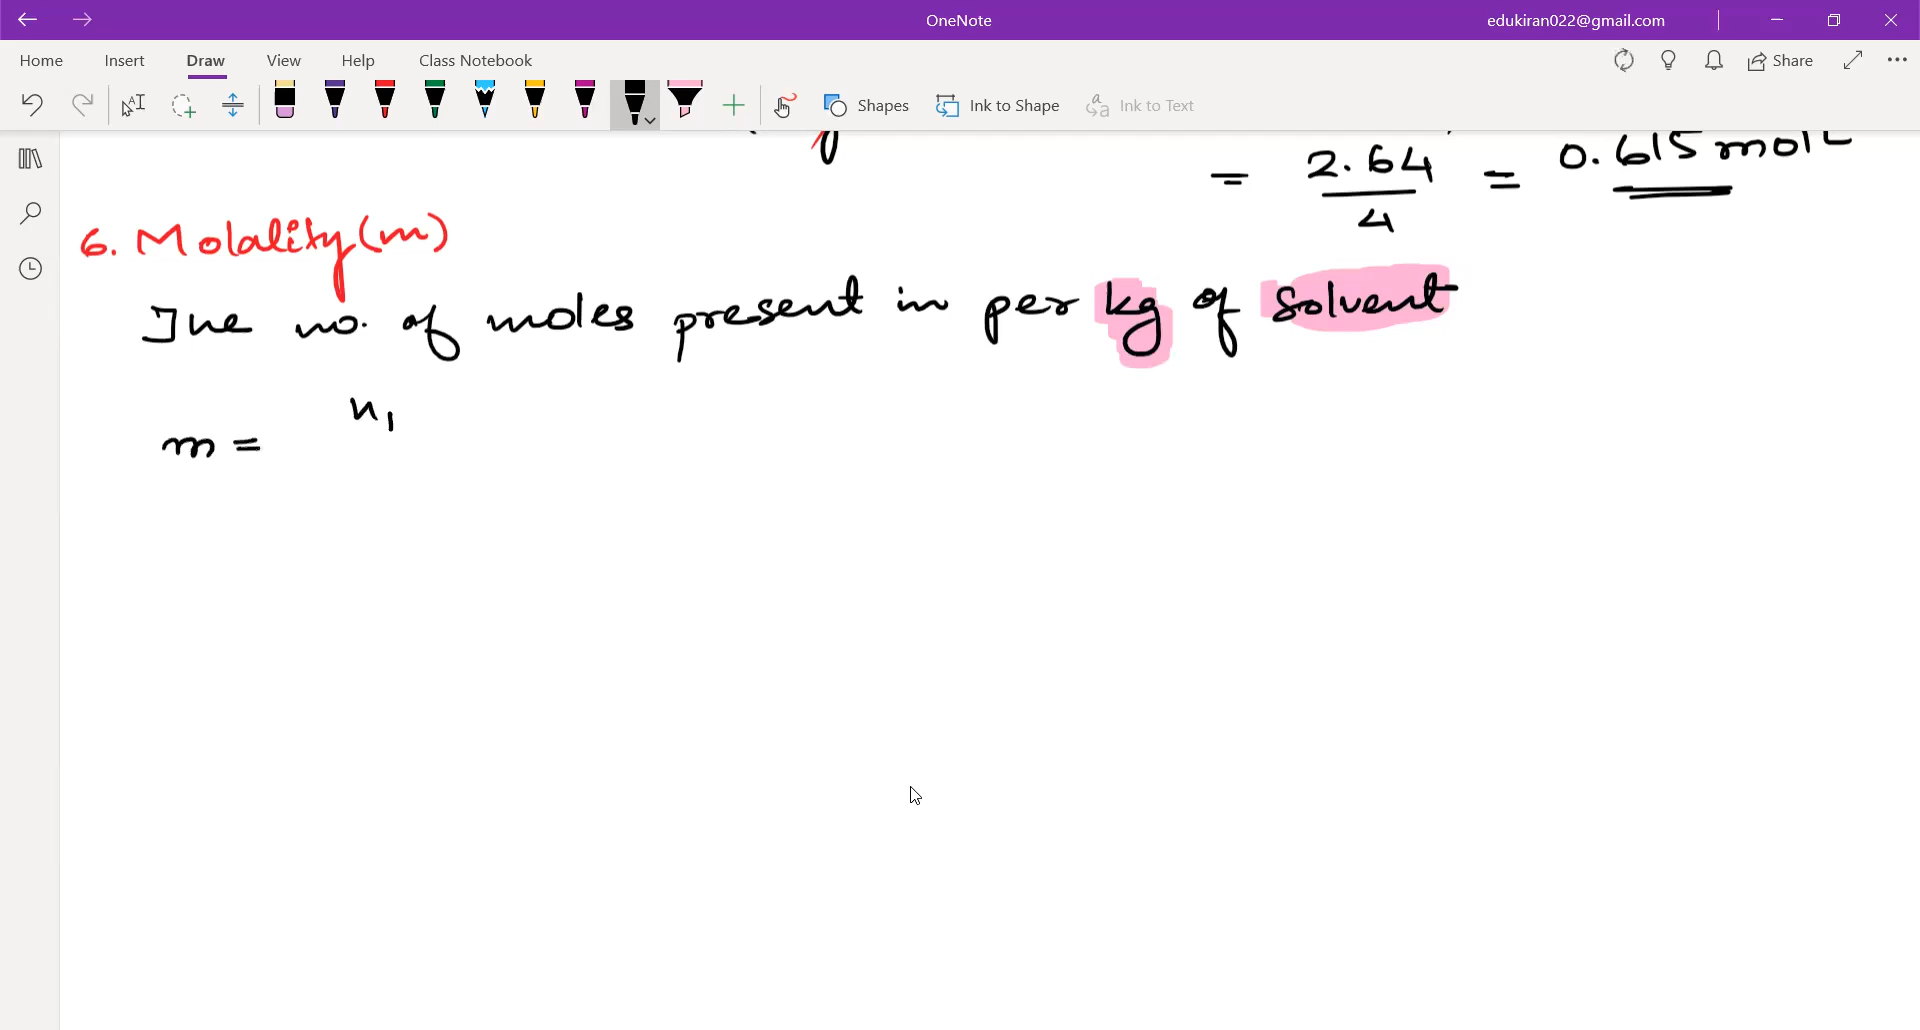 OneNote
edukiran022@gmail.com
Home Insert Draw View Help Class Notebook Share
Shapes Ink to Shape Ink to Text
= 2.64 / 4 = 0.615 mol
6. Molality (m)
The no. of moles present in per kg of solvent
n1
m =